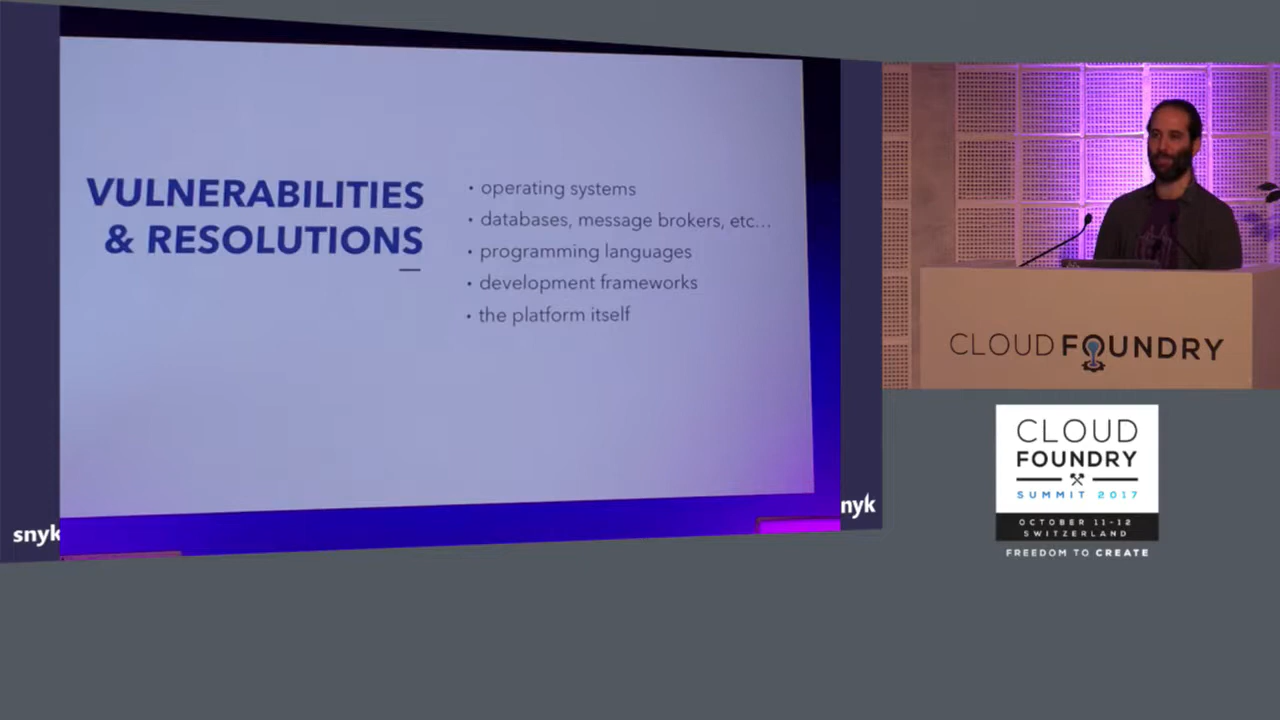 VULNERABILITIES
& RESOLUTIONS
• operating systems
• databases, message brokers, etc...
• programming languages
• development frameworks
• the platform itself
snyk
nyk
CLOUD FOUNDRY
CLOUD
FOUNDRY
SUMMIT 2017
OCTOBER 11-12
SWITZERLAND
FREEDOM TO CREATE